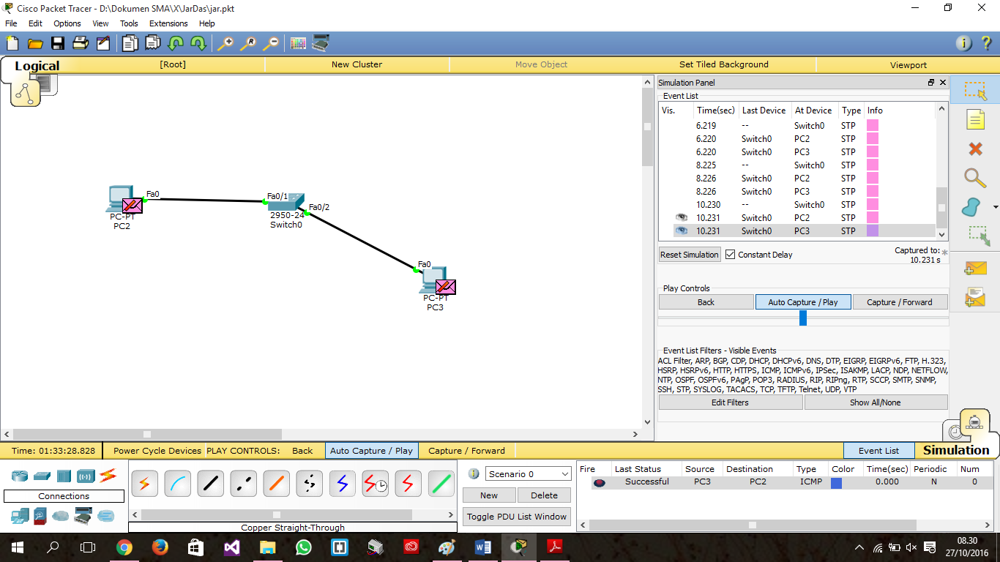 Cisco Packet Tracer - D:\Dokumen SMA\X\JarDas\jar.pkt
File Edit Options View Tools Extensions Help
Logical [Root] New Cluster Move Object Set Tiled Background Viewport
Simulation Panel
Event List
Vis. Time(sec) Last Device At Device Type Info
6.219 -- Switch0 STP
6.220 Switch0 PC2 STP
6.220 Switch0 PC3 STP
8.225 -- Switch0 STP
8.226 Switch0 PC2 STP
8.226 Switch0 PC3 STP
10.230 -- Switch0 STP
10.231 Switch0 PC2 STP
10.231 Switch0 PC3 STP
Reset Simulation Constant Delay Captured to: *
10.231 s
Play Controls
Back Auto Capture / Play Capture / Forward
Event List Filters - Visible Events
ACL Filter, ARP, BGP, CDP, DHCP, DHCPv6, DNS, DTP, EIGRP, EIGRPv6, FTP, H.323,
HSRP, HSRPv6, HTTP, HTTPS, ICMP, ICMPv6, IPSec, ISAKMP, LACP, NDP, NETFLOW,
NTP, OSPF, OSPFv6, PAgP, POP3, RADIUS, RIP, RIPng, RTP, SCCP, SMTP, SNMP,
SSH, STP, SYSLOG, TACACS, TCP, TFTP, Telnet, UDP, VTP
Edit Filters Show All/None
Fa0
PC-PT
PC2
Fa0/1
Fa0/2
2950-24
Switch0
Fa0
PC-PT
PC3
Time: 01:33:28.828 Power Cycle Devices PLAY CONTROLS: Back Auto Capture / Play Capture / Forward Event List Simulation
Connections
Copper Straight-Through
Scenario 0
New Delete
Toggle PDU List Window
Fire Last Status Source Destination Type Color Time(sec) Periodic Num
Successful PC3 PC2 ICMP 0.000 N 0
08.30
27/10/2016